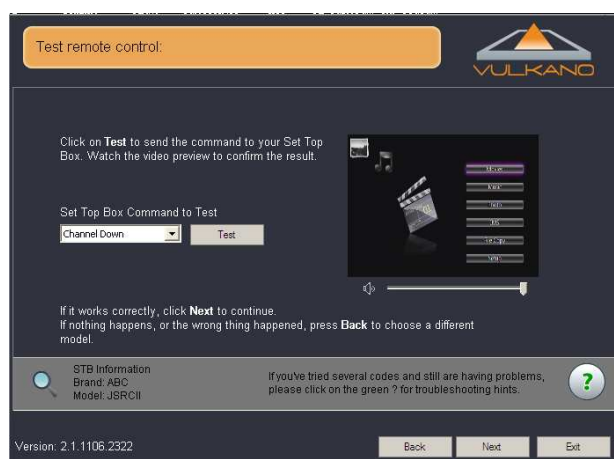 Test remote control:
VULKANO
Click on Test to send the command to your Set Top
Box. Watch the video preview to confirm the result.
Set Top Box Command to Test
Channel Down
Test
If it works correctly, click Next to continue.
If nothing happens, or the wrong thing happened, press Back to choose a different
model.
STB Information
Brand: ABC
Model: JSRCII
If you've tried several codes and still are having problems,
please click on the green ? for troubleshooting hints.
?
Version: 2.1.1106.2322
Back
Next
Exit